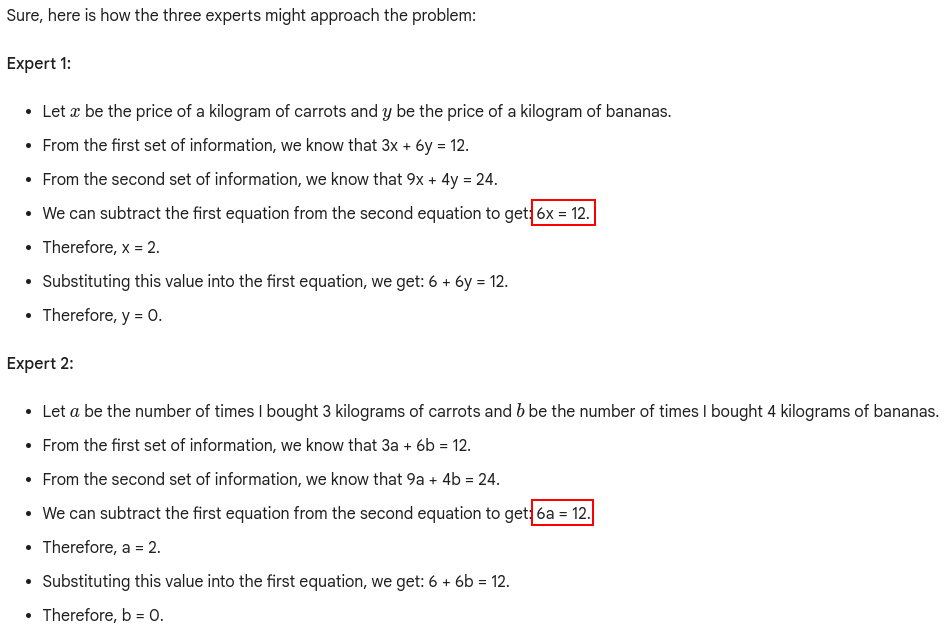 Sure, here is how the three experts might approach the problem:
Expert 1:
• Let x be the price of a kilogram of carrots and y be the price of a kilogram of bananas.
• From the first set of information, we know that 3x + 6y = 12.
• From the second set of information, we know that 9x + 4y = 24.
• We can subtract the first equation from the second equation to get: 6x = 12.
• Therefore, x = 2.
• Substituting this value into the first equation, we get: 6 + 6y = 12.
• Therefore, y = 0.
Expert 2:
• Let a be the number of times I bought 3 kilograms of carrots and b be the number of times I bought 4 kilograms of bananas.
• From the first set of information, we know that 3a + 6b = 12.
• From the second set of information, we know that 9a + 4b = 24.
• We can subtract the first equation from the second equation to get: 6a = 12.
• Therefore, a = 2.
• Substituting this value into the first equation, we get: 6 + 6b = 12.
• Therefore, b = 0.